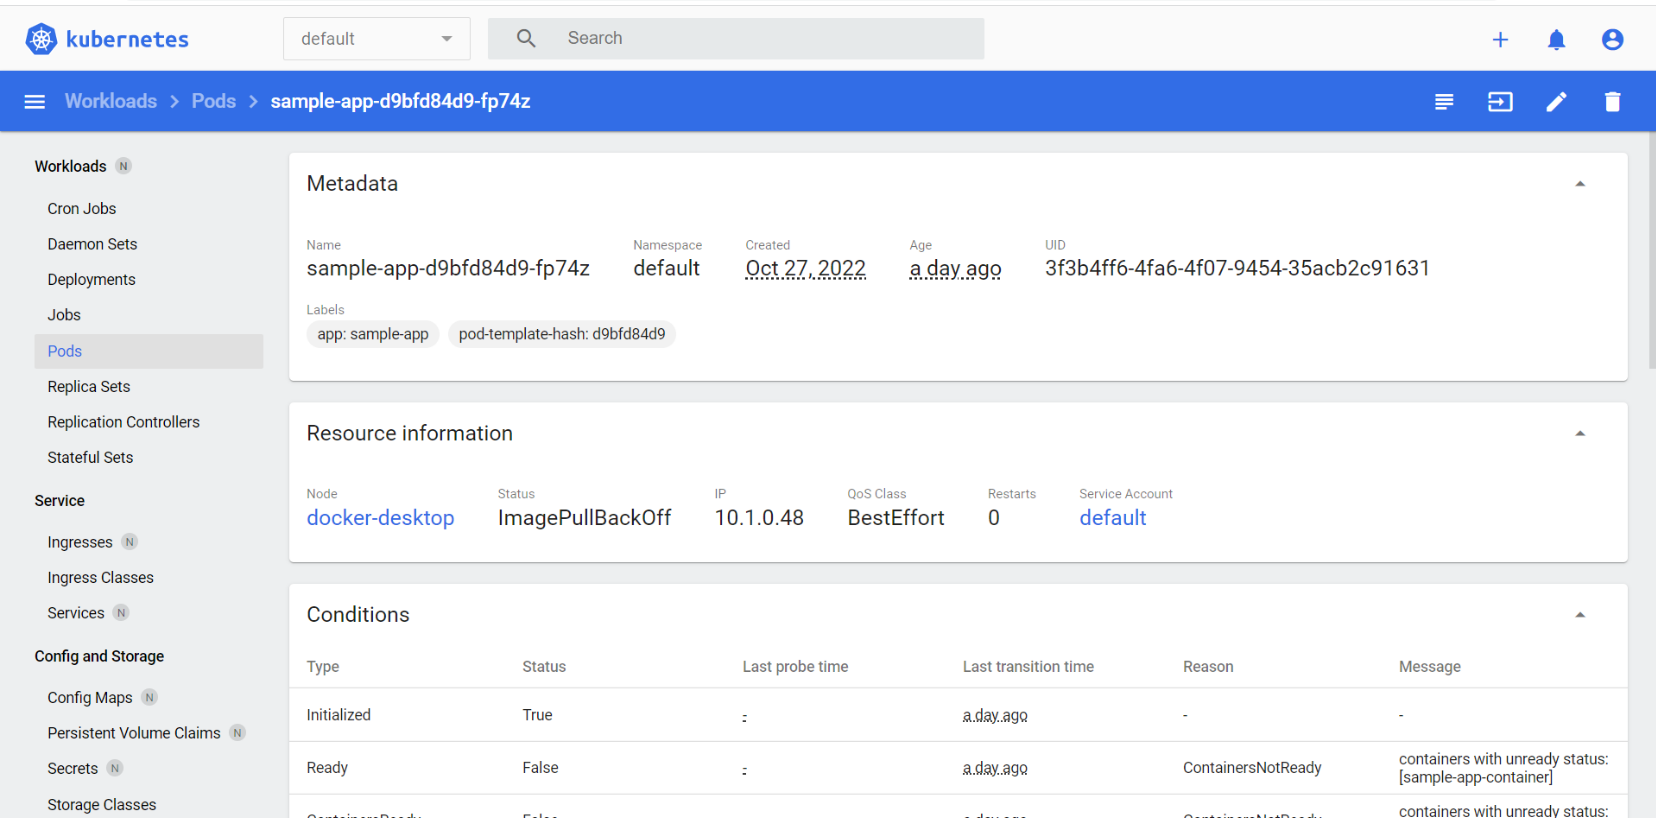 kubernetes
default
Search
Workloads > Pods > sample-app-d9bfd84d9-fp74z
Workloads N
Cron Jobs
Daemon Sets
Deployments
Jobs
Pods
Replica Sets
Replication Controllers
Stateful Sets
Service
Ingresses N
Ingress Classes
Services N
Config and Storage
Config Maps N
Persistent Volume Claims N
Secrets N
Storage Classes
Metadata
Name Namespace Created Age UID
sample-app-d9bfd84d9-fp74z default Oct 27, 2022 a day ago 3f3b4ff6-4fa6-4f07-9454-35acb2c91631
Labels
app: sample-app pod-template-hash: d9bfd84d9
Resource information
Node Status IP QoS Class Restarts Service Account
docker-desktop ImagePullBackOff 10.1.0.48 BestEffort 0 default
Conditions
Type Status Last probe time Last transition time Reason Message
Initialized True - a day ago - -
Ready False - a day ago ContainersNotReady containers with unready status:
[sample-app-container]
ContainersReady False a day ago ContainersNotReady containers with unready status: